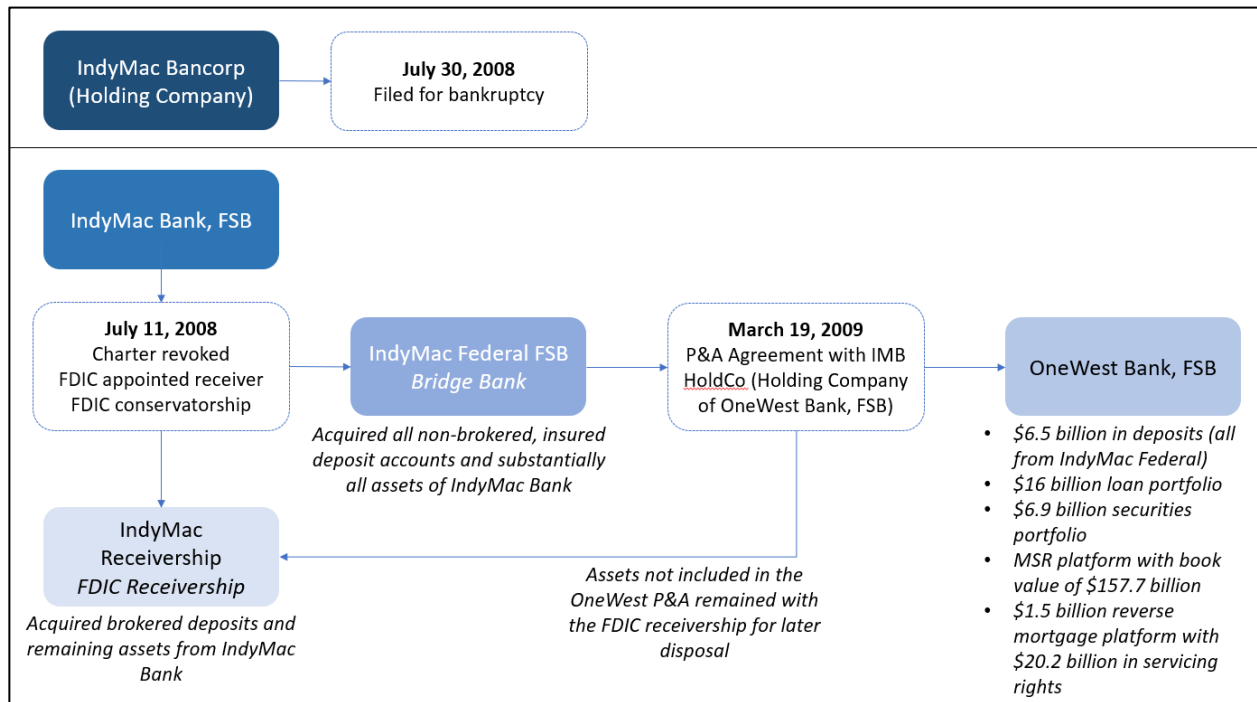 IndyMac Bancorp
(Holding Company)
July 30, 2008
Filed for bankruptcy
IndyMac Bank, FSB
July 11, 2008
Charter revoked
FDIC appointed receiver
FDIC conservatorship
IndyMac Federal FSB
Bridge Bank
Acquired all non-brokered, insured
deposit accounts and substantially
all assets of IndyMac Bank
March 19, 2009
P&A Agreement with IMB
HoldCo (Holding Company
of OneWest Bank, FSB)
OneWest Bank, FSB
• $6.5 billion in deposits (all
from IndyMac Federal)
• $16 billion loan portfolio
• $6.9 billion securities
portfolio
• MSR platform with book
value of $157.7 billion
• $1.5 billion reverse
mortgage platform with
$20.2 billion in servicing
rights
IndyMac
Receivership
FDIC Receivership
Acquired brokered deposits and
remaining assets from IndyMac
Bank
Assets not included in the
OneWest P&A remained with
the FDIC receivership for later
disposal